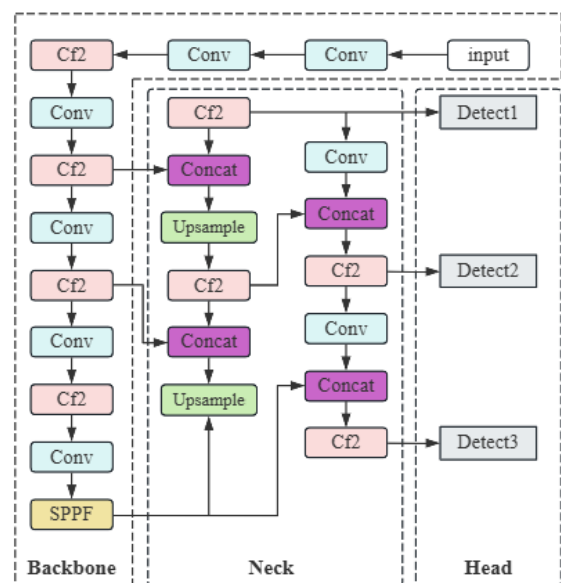 Cf2 Conv Conv input
Conv Cf2 Detect1
Conv
Cf2 Concat
Concat
Conv Upsample
Cf2 Cf2 Cf2 Detect2
Conv Concat Conv
Concat
Cf2 Upsample
Cf2 Detect3
Conv
SPPF
Backbone Neck Head